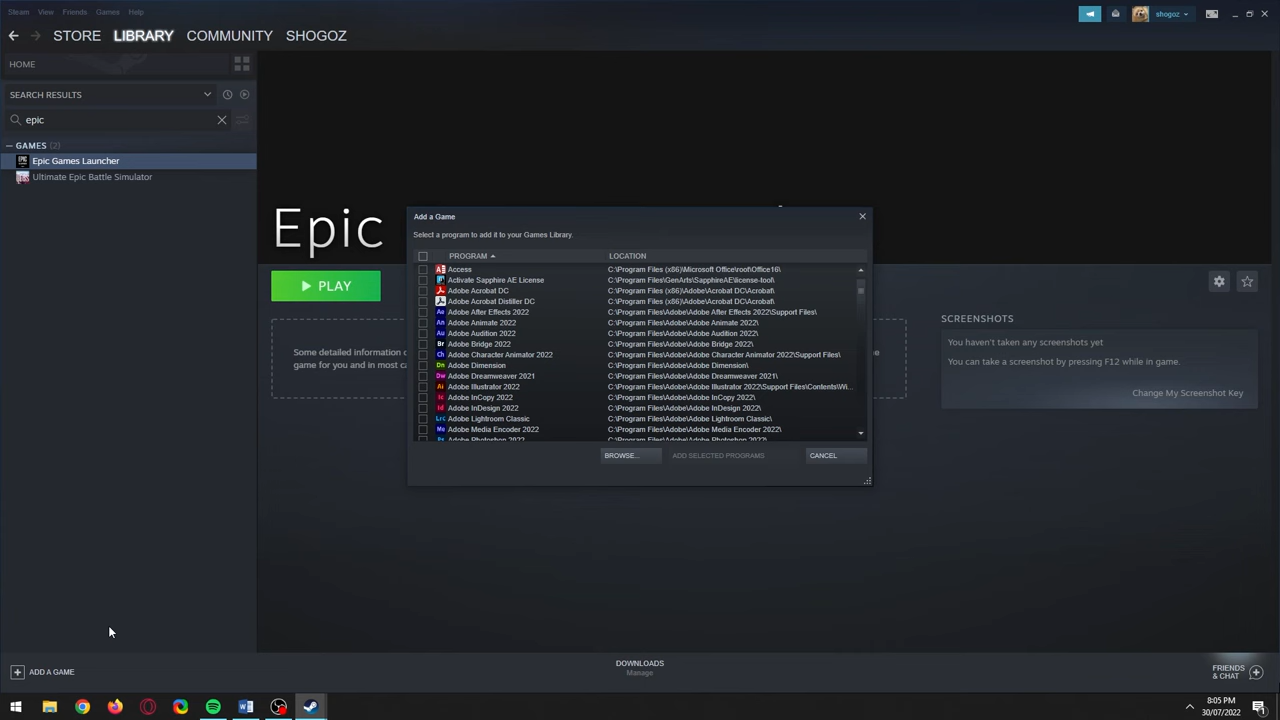 Steam View Friends Games Help
shogoz
STORE LIBRARY COMMUNITY SHOGOZ
HOME
SEARCH RESULTS
epic
GAMES (2)
Epic Games Launcher
Ultimate Epic Battle Simulator
Epic
PLAY
Some detailed information o
game for you and in most ca
Add a Game
Select a program to add it to your Games Library.
PROGRAM LOCATION
Access C:\Program Files (x86)\Microsoft Office\root\Office16\
Activate Sapphire AE License C:\Program Files\GenArts\SapphireAE\license-tool\
Adobe Acrobat DC C:\Program Files (x86)\Adobe\Acrobat DC\Acrobat\
Adobe Acrobat Distiller DC C:\Program Files (x86)\Adobe\Acrobat DC\Acrobat\
Adobe After Effects 2022 C:\Program Files\Adobe\Adobe After Effects 2022\Support Files\
Adobe Animate 2022 C:\Program Files\Adobe\Adobe Animate 2022\
Adobe Audition 2022 C:\Program Files\Adobe\Adobe Audition 2022\
Adobe Bridge 2022 C:\Program Files\Adobe\Adobe Bridge 2022\
Adobe Character Animator 2022 C:\Program Files\Adobe\Adobe Character Animator 2022\Support Files\
Adobe Dimension C:\Program Files\Adobe\Adobe Dimension\
Adobe Dreamweaver 2021 C:\Program Files\Adobe\Adobe Dreamweaver 2021\
Adobe Illustrator 2022 C:\Program Files\Adobe\Adobe Illustrator 2022\Support Files\Contents\Wi...
Adobe InCopy 2022 C:\Program Files\Adobe\Adobe InCopy 2022\
Adobe InDesign 2022 C:\Program Files\Adobe\Adobe InDesign 2022\
Adobe Lightroom Classic C:\Program Files\Adobe\Adobe Lightroom Classic\
Adobe Media Encoder 2022 C:\Program Files\Adobe\Adobe Media Encoder 2022\
Adobe Photoshop 2022 C:\Program Files\Adobe\Adobe Photoshop 2022\
BROWSE... ADD SELECTED PROGRAMS CANCEL
SCREENSHOTS
You haven't taken any screenshots yet
You can take a screenshot by pressing F12 while in game.
Change My Screenshot Key
ADD A GAME
DOWNLOADS
Manage
FRIENDS
& CHAT
8:05 PM
30/07/2022